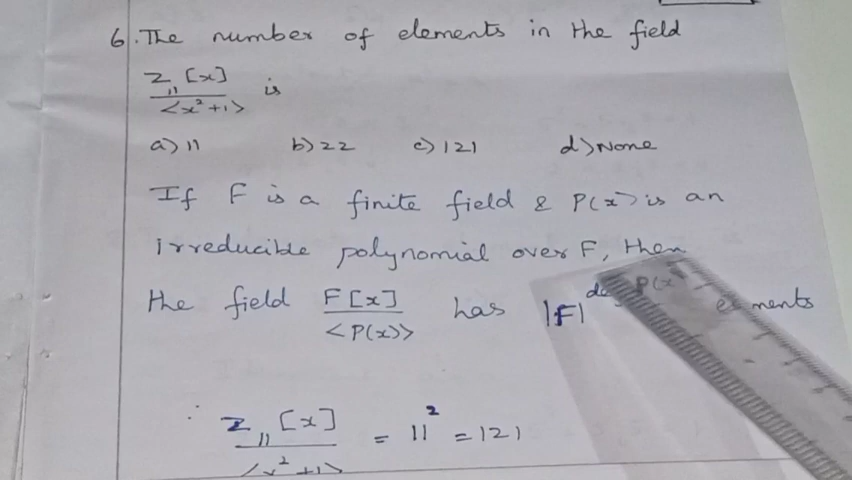 6. The number of elements in the field
Z₁₁[x]
<x²+1> is
a) 11 b) 22 c) 121 d) None
If F is a finite field & P(x) is an
irreducible polynomial over F, then
the field F[x] has |F| P(x
<P(x)>
∴ Z₁₁[x] = 11² = 121
<x²+1>